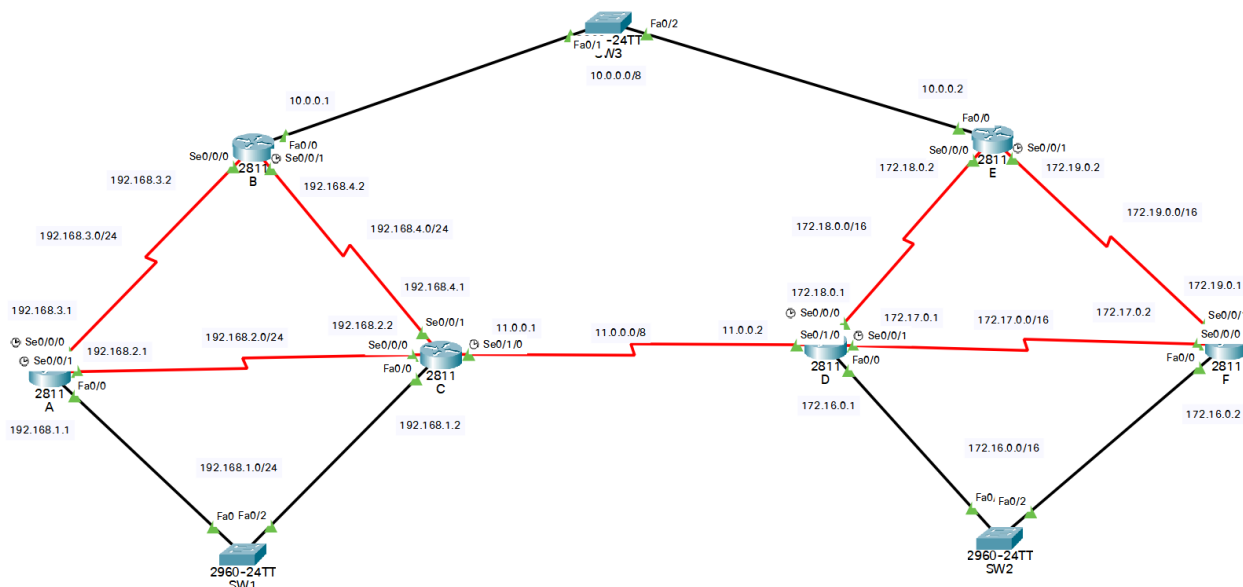 Fa0/2
Fa0/1
-24TT
SW3
10.0.0.0/8
10.0.0.1
10.0.0.2
Fa0/0
Fa0/0
Se0/0/0
Se0/0/1
2811
B
Se0/0/0
Se0/0/1
2811
E
192.168.3.2
192.168.4.2
172.18.0.2
172.19.0.2
192.168.3.0/24
192.168.4.0/24
172.18.0.0/16
172.19.0.0/16
192.168.4.1
172.18.0.1
172.19.0.1
192.168.3.1
Se0/0/0
Se0/0/1
192.168.2.1
192.168.2.0/24
192.168.2.2
Se0/0/1
Se0/0/0
Se0/1/0
11.0.0.1
11.0.0.0/8
11.0.0.2
Se0/0/0
Se0/1/0
Se0/0/1
172.17.0.1
172.17.0.0/16
172.17.0.2
Se0/0/0
Fa0/0
2811
A
Fa0/0
2811
C
Fa0/0
2811
D
Fa0/0
2811
F
192.168.1.1
192.168.1.2
172.16.0.1
172.16.0.2
192.168.1.0/24
172.16.0.0/16
Fa0/2
2960-24TT
SW1
Fa0/2
2960-24TT
SW2